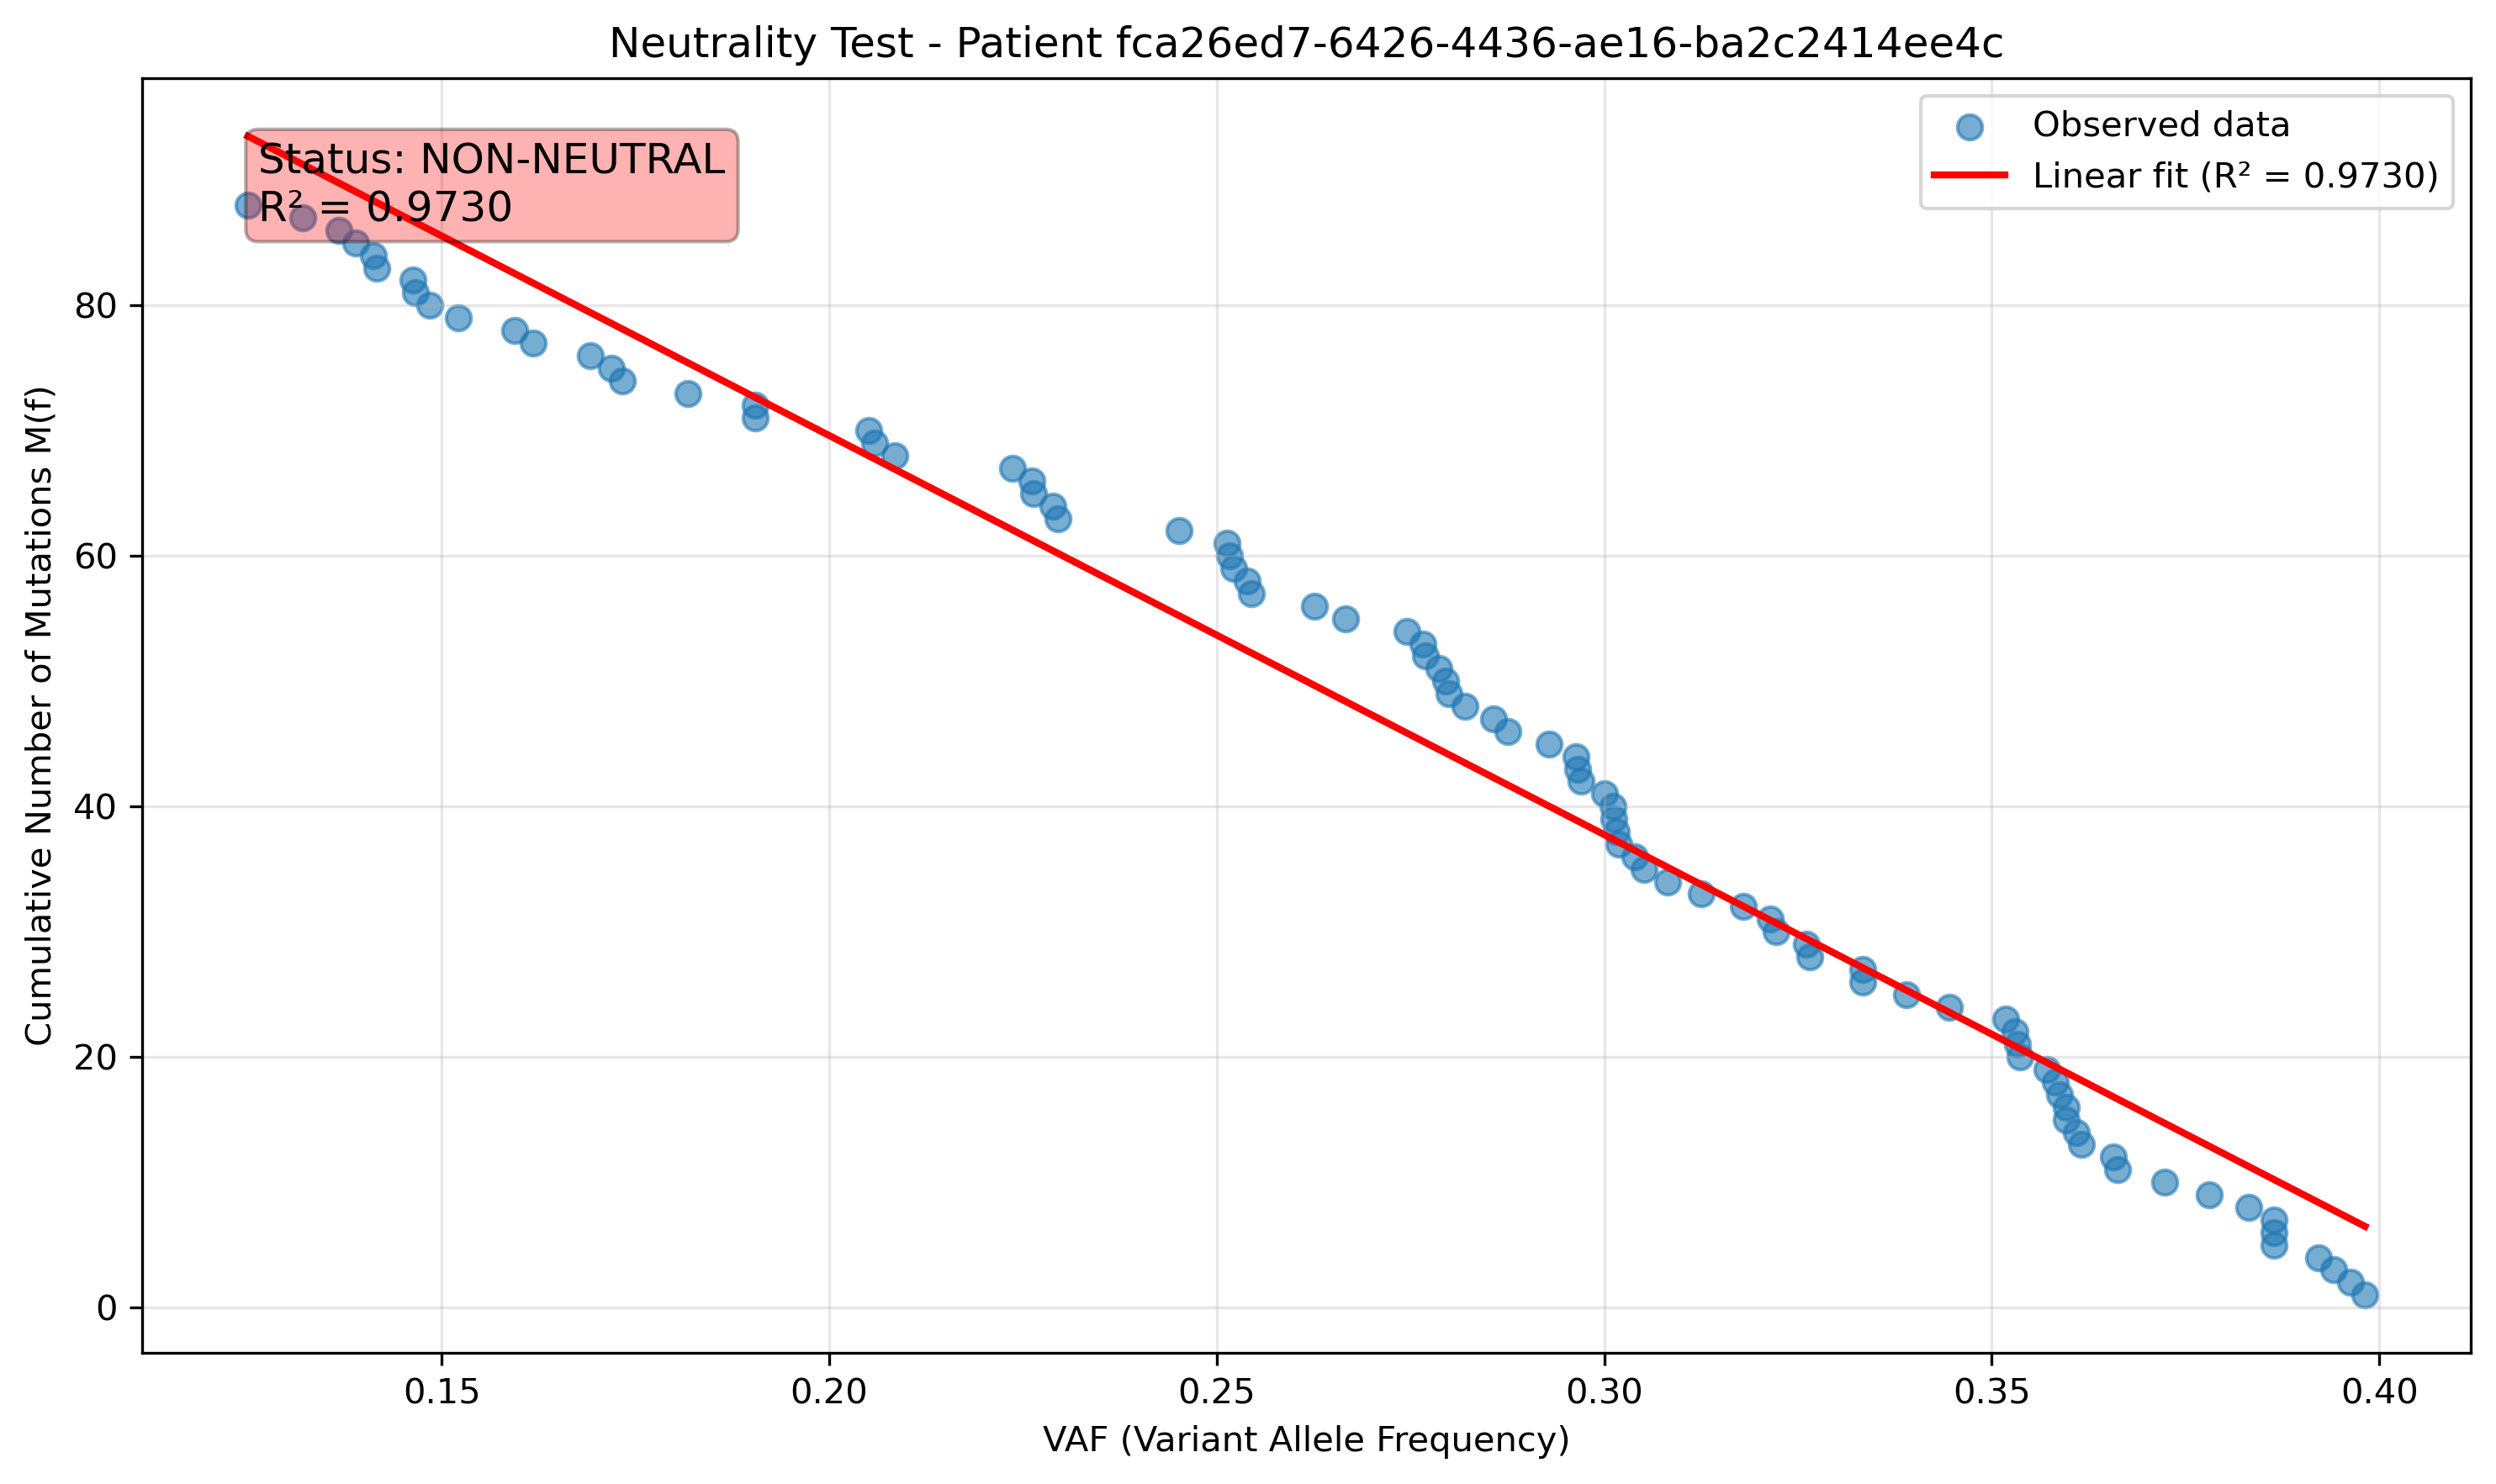 Neutrality Test - Patient fca26ed7-6426-4436-ae16-ba2c2414ee4c
Status: NON-NEUTRAL
R² = 0.9730
Observed data
Linear fit (R² = 0.9730)
Cumulative Number of Mutations M(f)
80
60
40
20
0
0.15
0.20
0.25
0.30
0.35
0.40
VAF (Variant Allele Frequency)